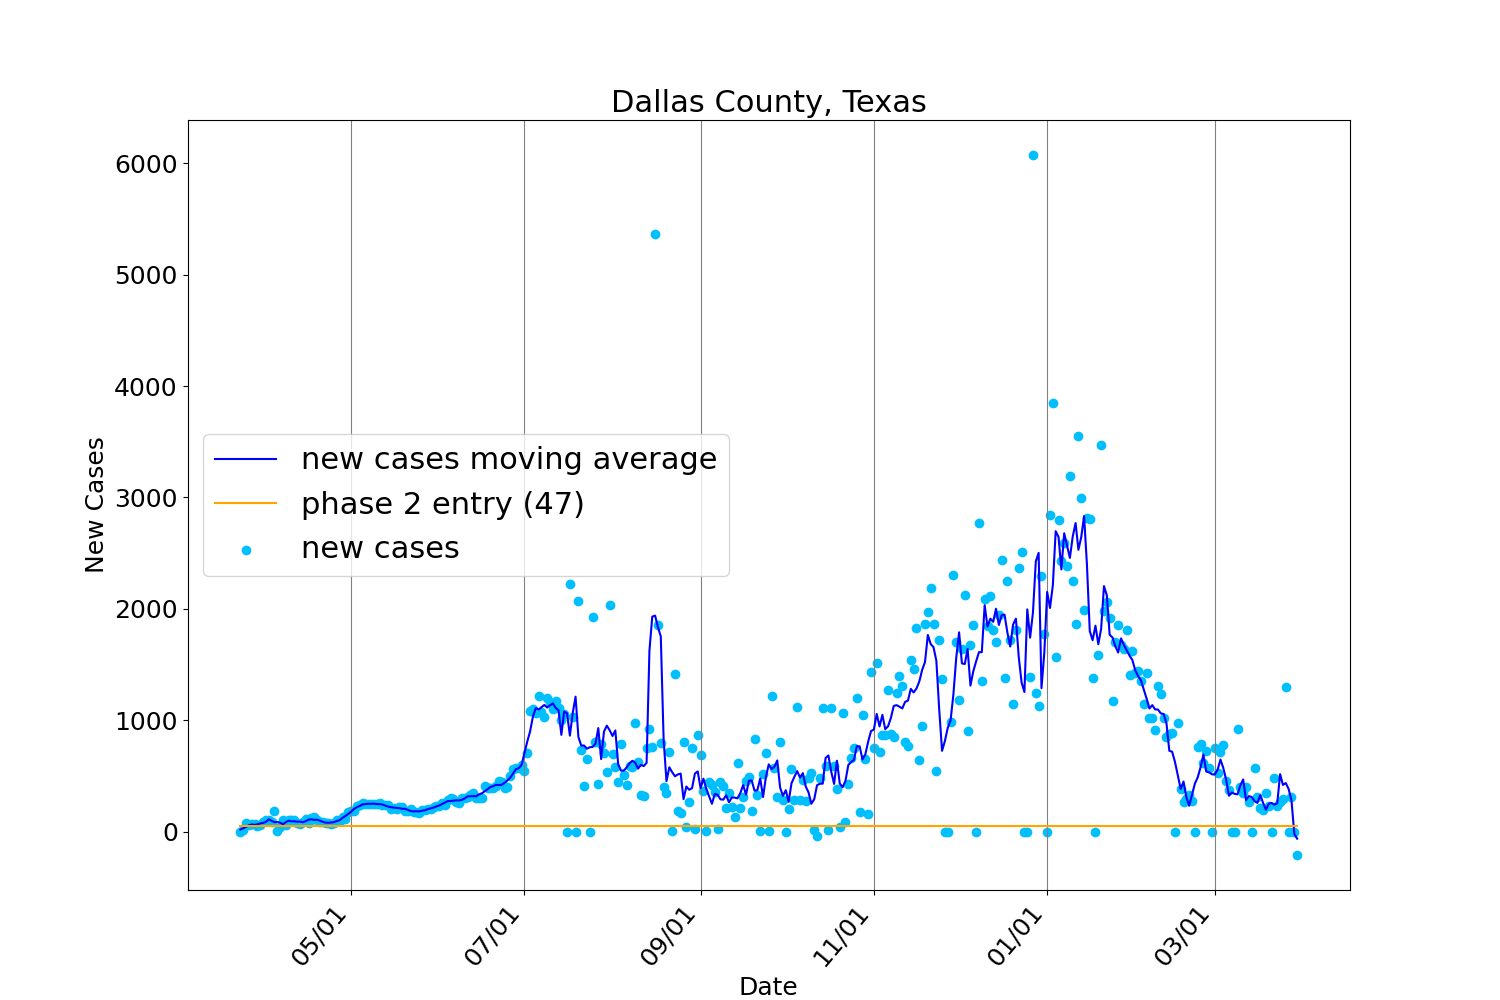 Dallas County, Texas
6000
5000
4000
3000
2000
1000
0
New Cases
new cases moving average
phase 2 entry (47)
new cases
05/01
07/01
09/01
11/01
01/01
03/01
Date